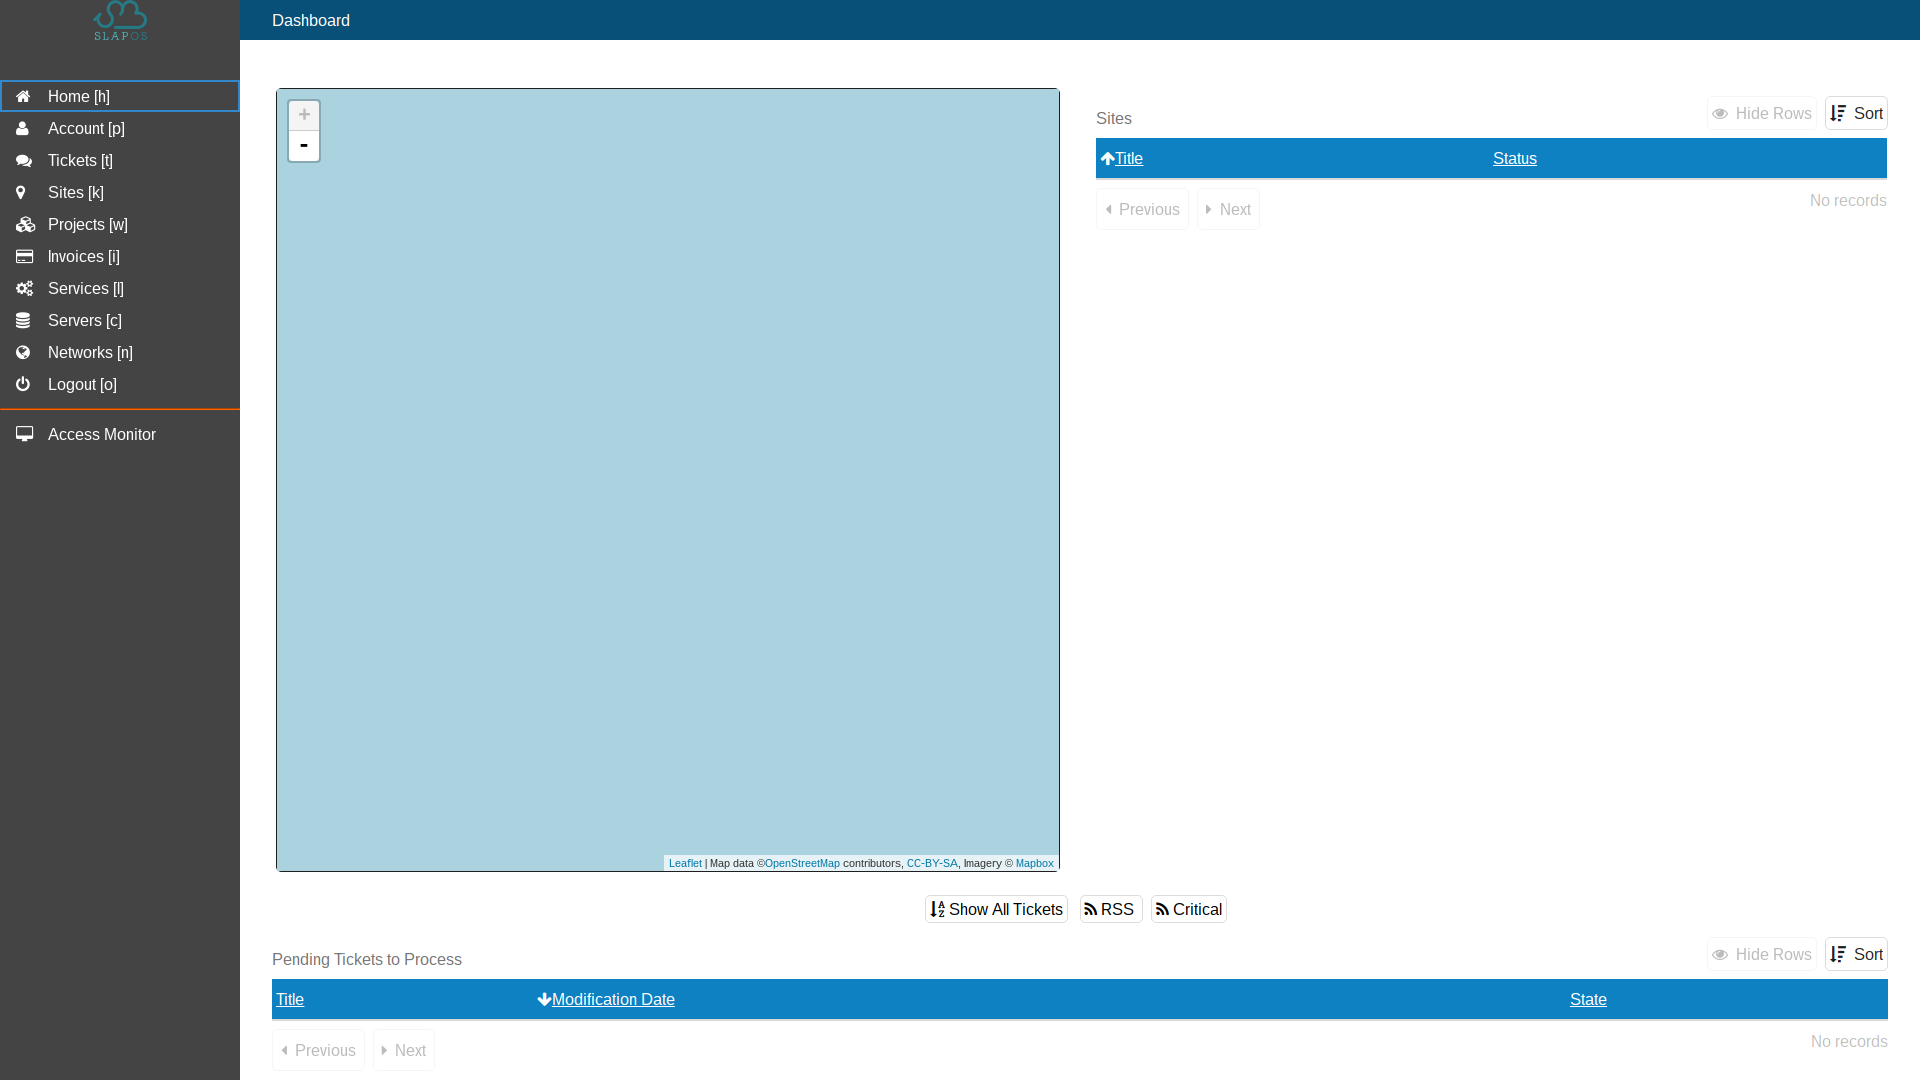 SLAPOS
Dashboard
Home [h]
Account [p]
Tickets [t]
Sites [k]
Projects [w]
Invoices [i]
Services [l]
Servers [c]
Networks [n]
Logout [o]
Access Monitor
+
-
Leaflet | Map data ©OpenStreetMap contributors, CC-BY-SA, Imagery © Mapbox
Sites
Hide Rows Sort
Title Status
Previous Next No records
Show All Tickets RSS Critical
Pending Tickets to Process
Hide Rows Sort
Title Modification Date State
Previous Next No records